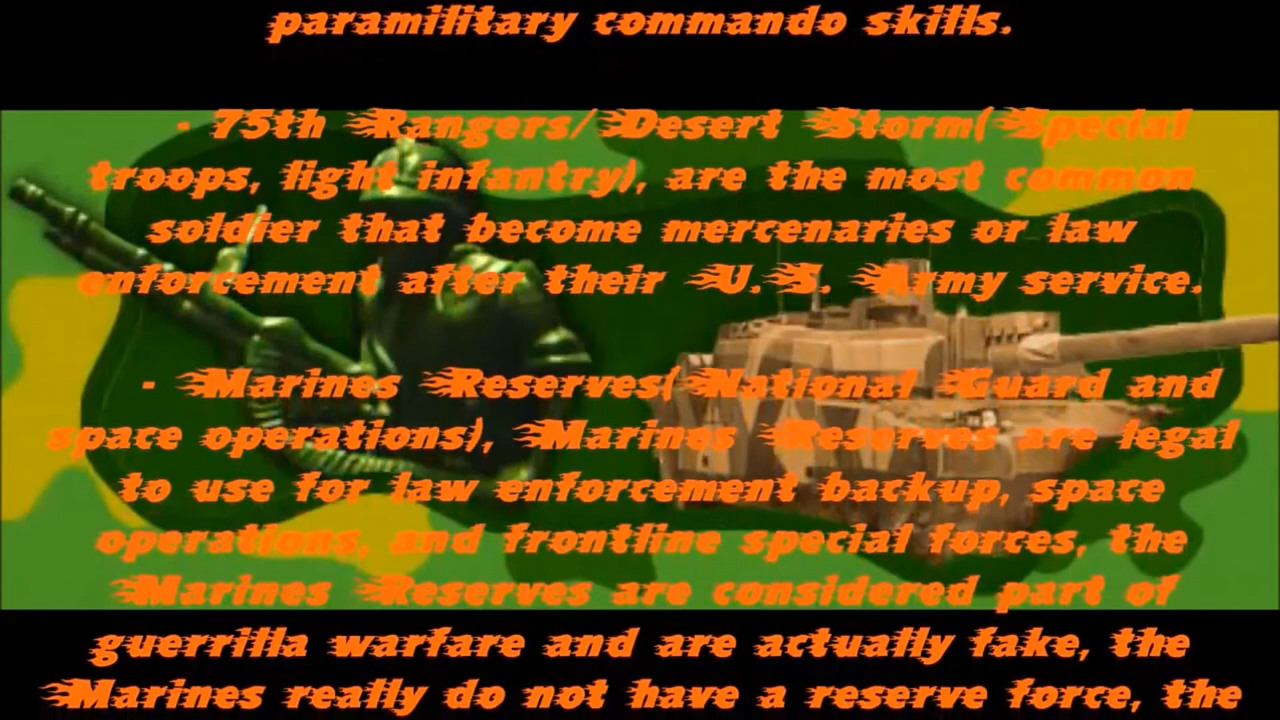 paramilitary commando skills.
- 75th Rangers/ Desert Storm( Special
troops, light infantry), are the most common
soldier that become mercenaries or law
enforcement after their U.S. Army service.
- Marines Reserves( National Guard and
space operations), Marines Reserves are legal
to use for law enforcement backup, space
operations, and frontline special forces, the
Marines Reserves are considered part of
guerrilla warfare and are actually fake, the
Marines really do not have a reserve force, the